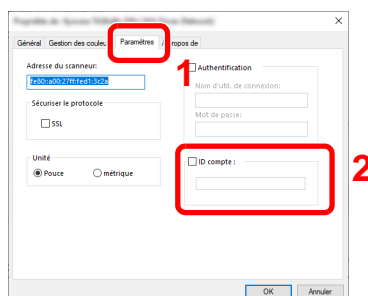 Général Gestion des couleu Paramètres ropos de
Adresse du scanneur:
fe80::a00:27ff:fed1:3c2a
Sécuriser le protocole
SSL
Unité
Pouce métrique
1
Authentification
Nom d'util. de connexion:
Mot de passe:
ID compte :
2
OK Annuler